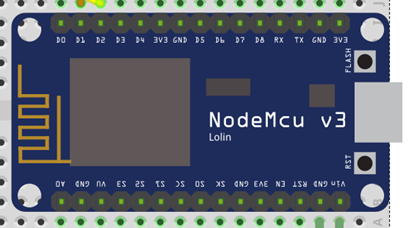 D0 D1 D2 D3 D4 3V3 GND D5 D6 D7 D8 RX TX GND 3V3
FLASH
NodeMcu v3
Lolin
RST
A0 GND VU S3 S2 S1 SC S0 SK GND 3V3 EN RST GND Vin